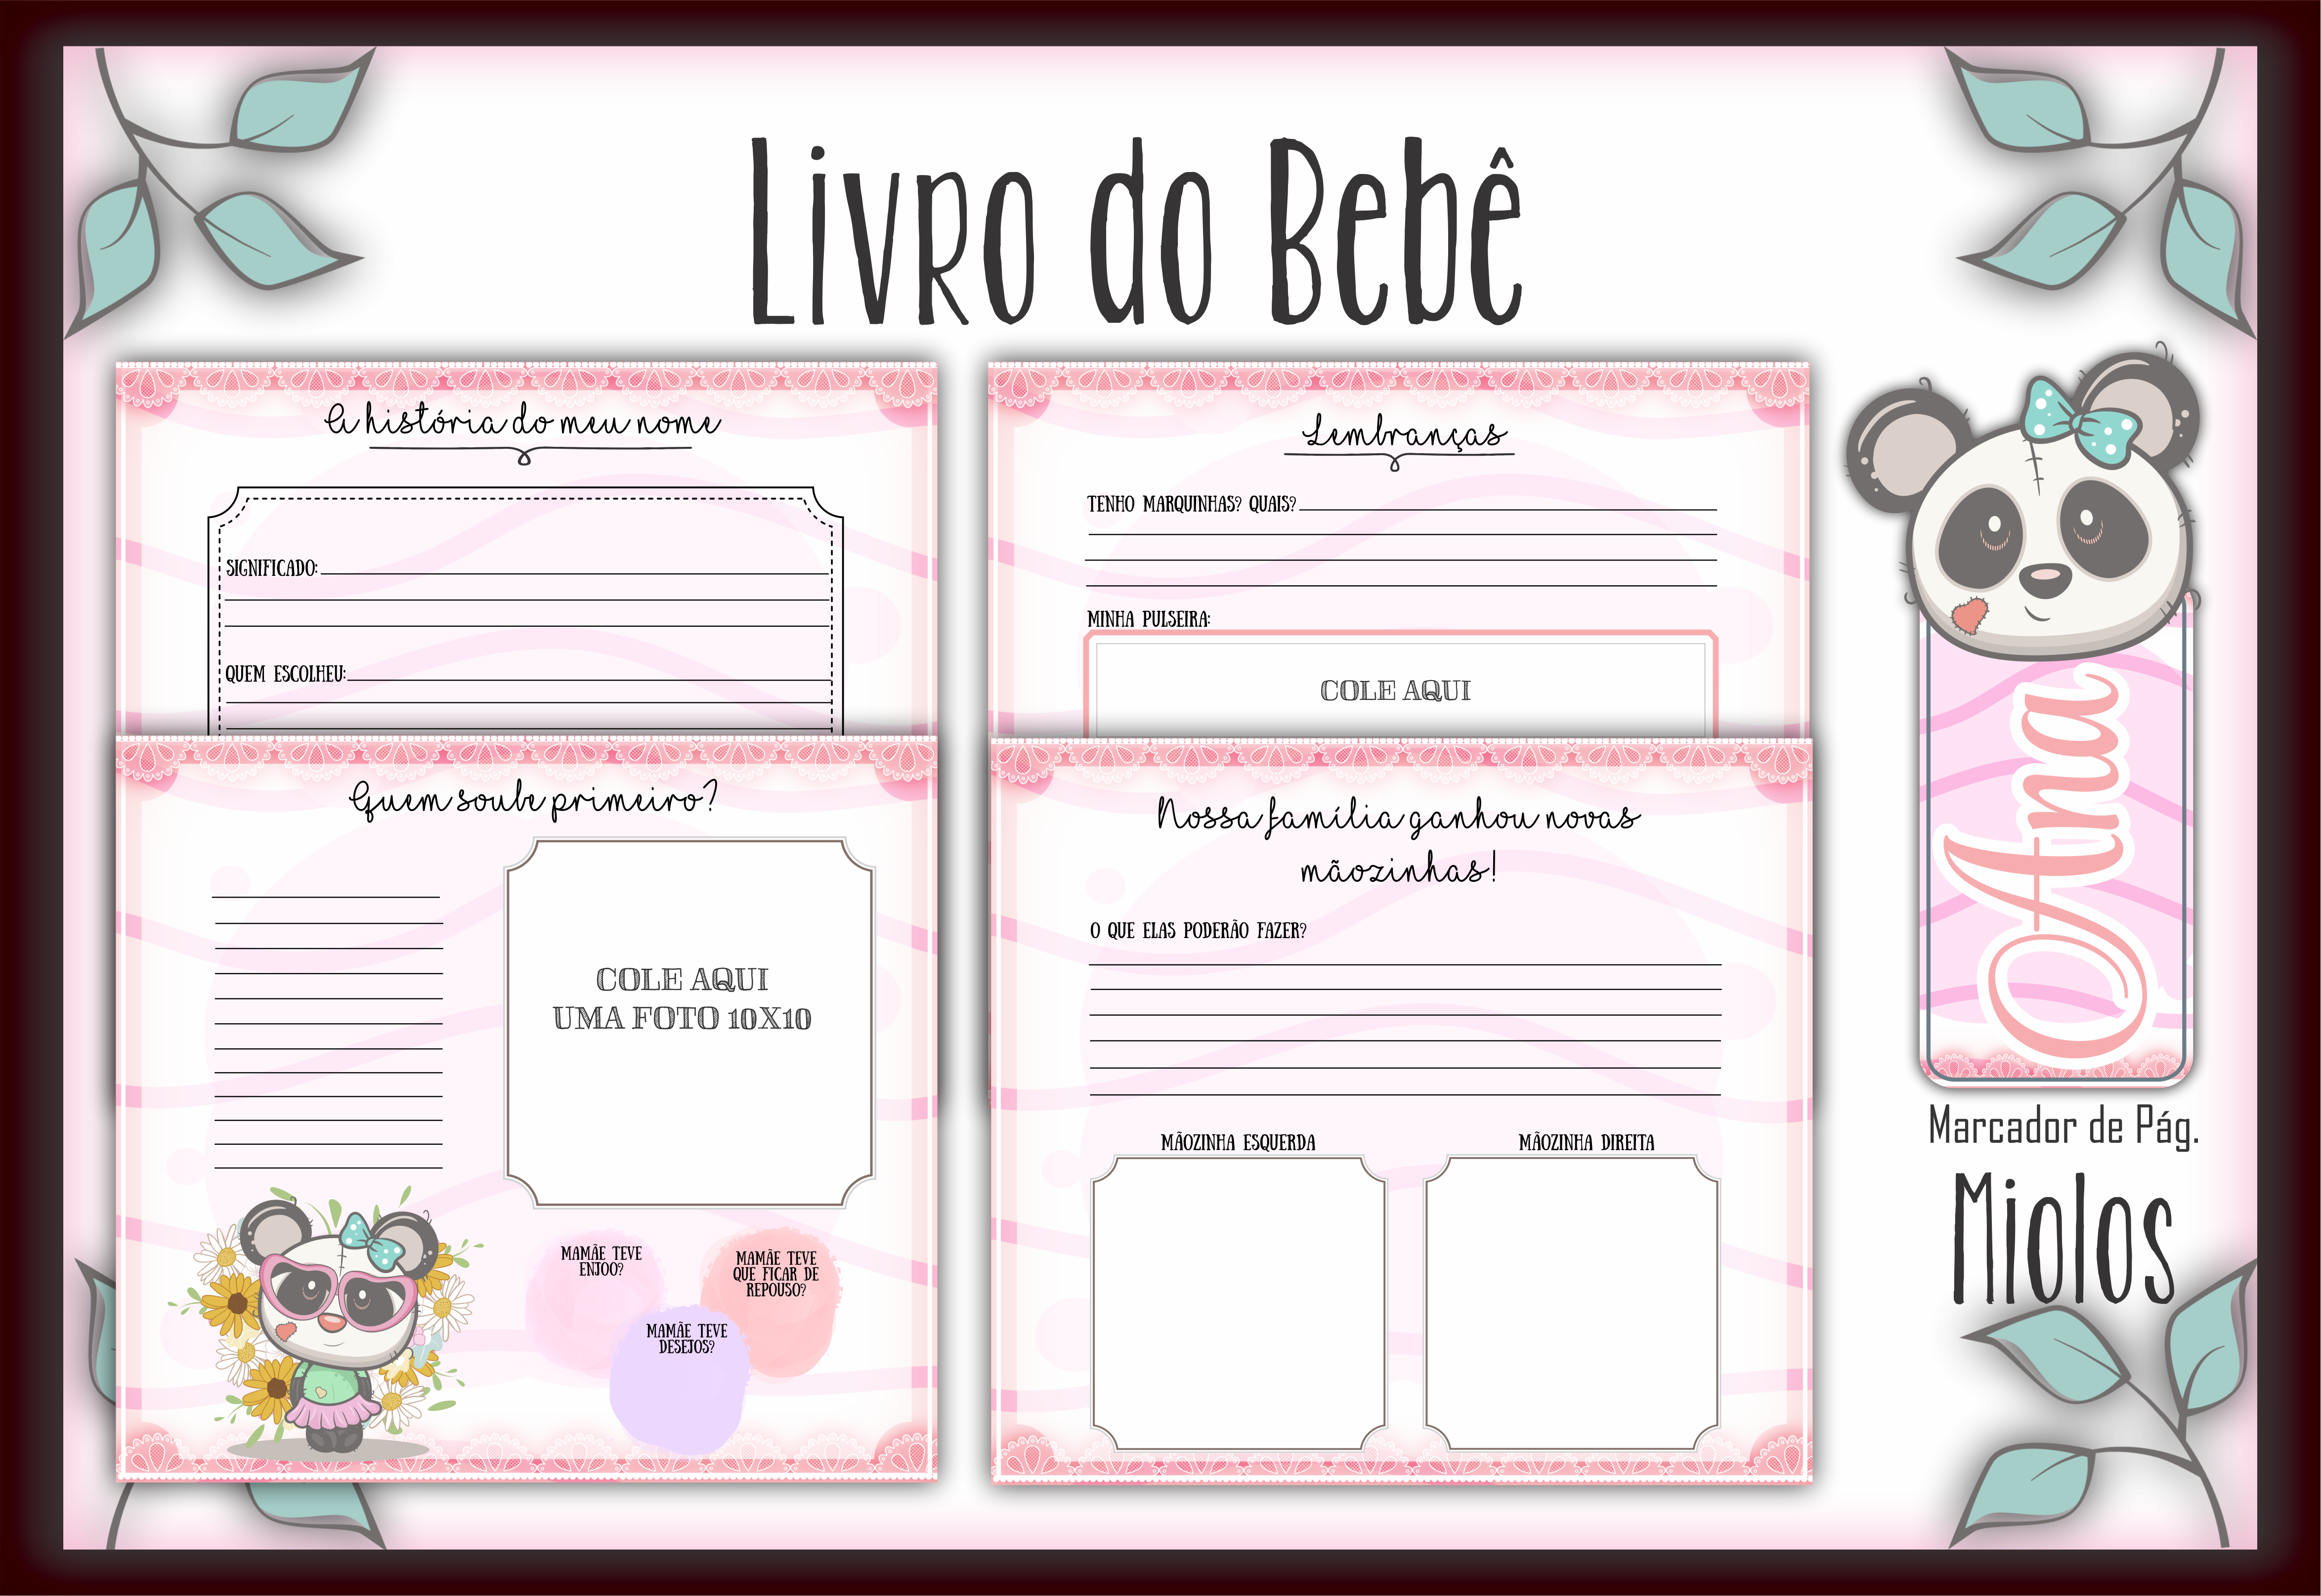 Livro do Bebê
A história do meu nome
SIGNIFICADO:
QUEM ESCOLHEU:
Lembranças
TENHO MARQUINHAS? QUAIS?
MINHA PULSEIRA:
COLE AQUI
Quem soube primeiro?
COLE AQUI
UMA FOTO 10X10
MAMÃE TEVE
ENJOO?
MAMÃE TEVE
QUE FICAR DE
REPOUSO?
MAMÃE TEVE
DESEJOS?
Nossa família ganhou novas
mãozinhas!
O QUE ELAS PODERÃO FAZER?
MÃOZINHA ESQUERDA
MÃOZINHA DIREITA
Ana
Marcador de Pág.
Miolos